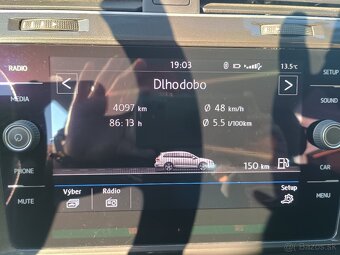 RADIO
MEDIA
PHONE
MUTE
19:03
13.5°C
Dlhodobo
4097 km
Ø 48 km/h
86:13 h
Ø 5.5 l/100km
150 km
Výber
Rádio
Setup
SETUP
SOUND
CAR
MENU